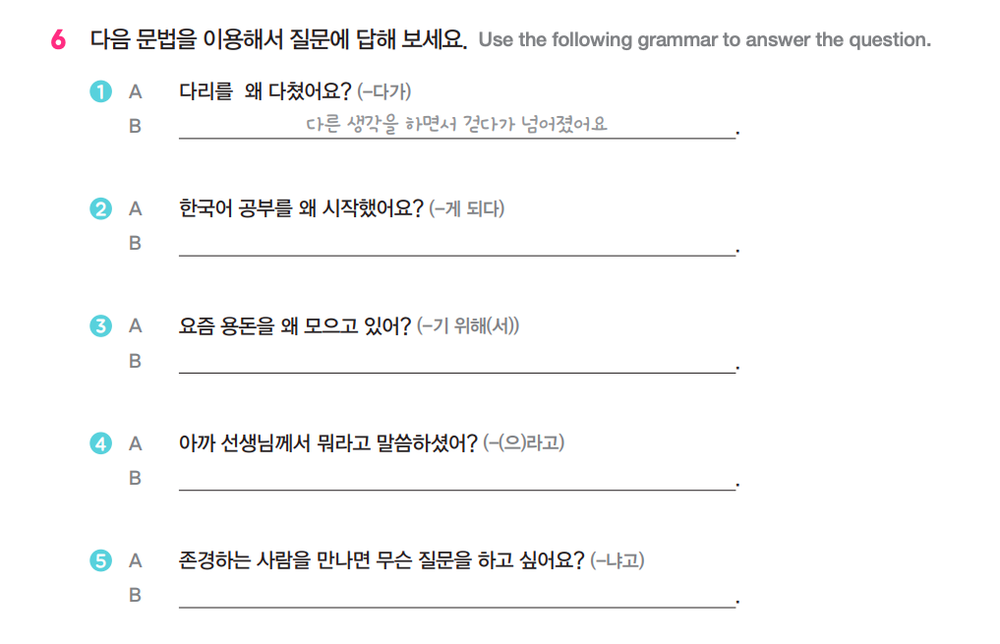 6 다음 문법을 이용해서 질문에 답해 보세요. Use the following grammar to answer the question.
1 A 다리를 왜 다쳤어요? (–다가)
B 다른 생각을 하면서 걷다가 넘어졌어요.
2 A 한국어 공부를 왜 시작했어요? (–게 되다)
B .
3 A 요즘 용돈을 왜 모으고 있어? (–기 위해(서))
B .
4 A 아까 선생님께서 뭐라고 말씀하셨어? (–(으)라고)
B .
5 A 존경하는 사람을 만나면 무슨 질문을 하고 싶어요? (–냐고)
B .